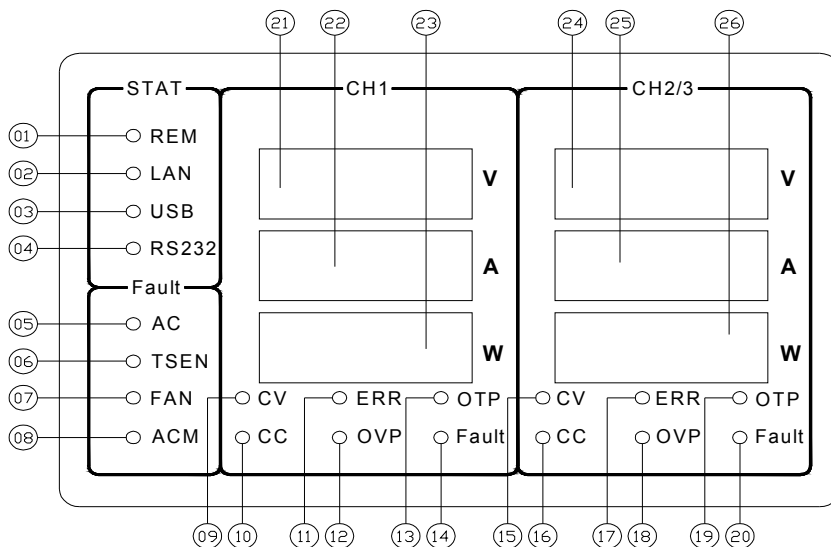 21 22 23 24 25 26
STAT CH1 CH2/3
01 REM
02 LAN V V
03 USB
04 RS232 A A
Fault
05 AC
06 TSEN W W
07 FAN CV ERR OTP CV ERR OTP
08 ACM CC OVP Fault CC OVP Fault
09 10 11 12 13 14 15 16 17 18 19 20